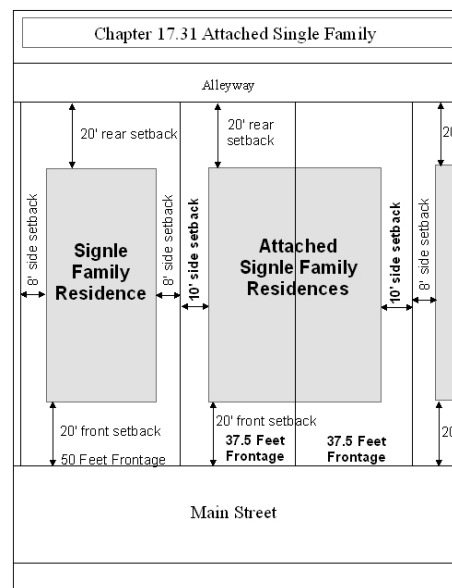 Chapter 17.31 Attached Single Family
Alleyway
20' rear setback
20' rear
setback
20
8' side setback
Signle
Family
Residence
8' side setback
10' side setback
Attached
Signle Family
Residences
10' side setback
8' side setback
20' front setback
50 Feet Frontage
20' front setback
37.5 Feet
Frontage
37.5 Feet
Frontage
20
Main Street